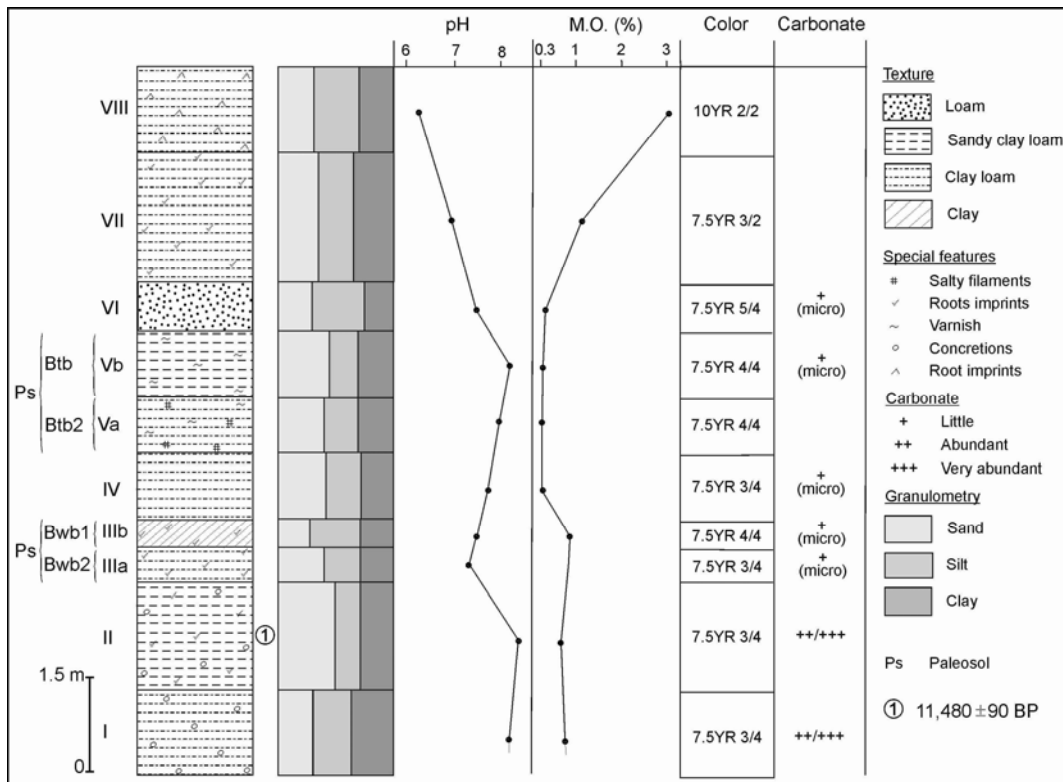 pH M.O. (%) Color Carbonate
6 7 8 0.3 1 2 3
VIII 10YR 2/2
VII 7.5YR 3/2
VI 7.5YR 5/4 + (micro)
Ps Btb Vb 7.5YR 4/4 + (micro)
Btb2 Va 7.5YR 4/4
IV 7.5YR 3/4 + (micro)
Ps Bwb1 IIIb 7.5YR 4/4 + (micro)
Bwb2 IIIa 7.5YR 3/4 + (micro)
II 1 7.5YR 3/4 ++/+++
1.5 m
I 7.5YR 3/4 ++/+++
0
Texture
Loam
Sandy clay loam
Clay loam
Clay
Special features
# Salty filaments
Roots imprints
~ Varnish
Concretions
Root imprints
Carbonate
+ Little
++ Abundant
+++ Very abundant
Granulometry
Sand
Silt
Clay
Ps Paleosol
① 11,480 ±90 BP